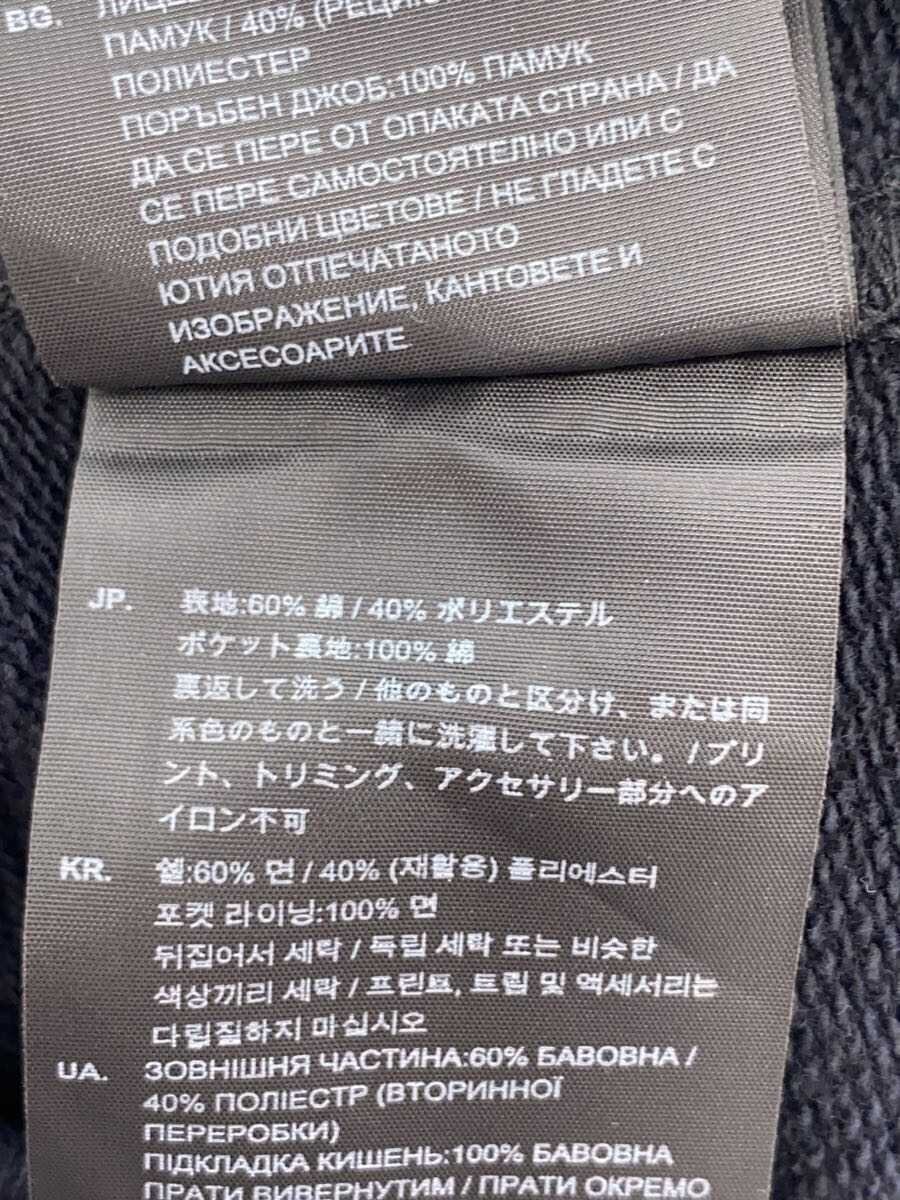 BG.
ПАМУК / 40%
ПОЛИЕСТЕР
ПОРЪБЕН ДЖОБ:100% ПАМУК
ДА СЕ ПЕРЕ ОТ ОПАКАТА СТРАНА / ДА
СЕ ПЕРЕ САМОСТОЯТЕЛНО ИЛИ С
ПОДОБНИ ЦВЕТОВЕ / НЕ ГЛАДЕТЕ С
ЮТИЯ ОТПЕЧАТАНОТО
ИЗОБРАЖЕНИЕ, КАНТОВЕТЕ И
АКСЕСОАРИТЕ
JP. 表地:60% 綿 / 40% ポリエステル
ポケット裏地:100% 綿
裏返して洗う / 他のものと区分け、または同
系色のものと一緒に洗濯して下さい。 / プリ
ント、トリミング、アクセサリー部分へのア
イロン不可
KR. 쉘:60% 면 / 40% (재활용) 폴리에스터
포켓 라이닝:100% 면
뒤집어서 세탁 / 독립 세탁 또는 비슷한
색상끼리 세탁 / 프린트, 트림 및 액세서리는
다림질하지 마십시오
UA. ЗОВНІШНЯ ЧАСТИНА:60% БАВОВНА /
40% ПОЛІЕСТР (ВТОРИННОЇ
ПЕРЕРОБКИ)
ПІДКЛАДКА КИШЕНЬ:100% БАВОВНА
ПРАТИ ВИВЕРНУТИМ / ПРАТИ ОКРЕМО